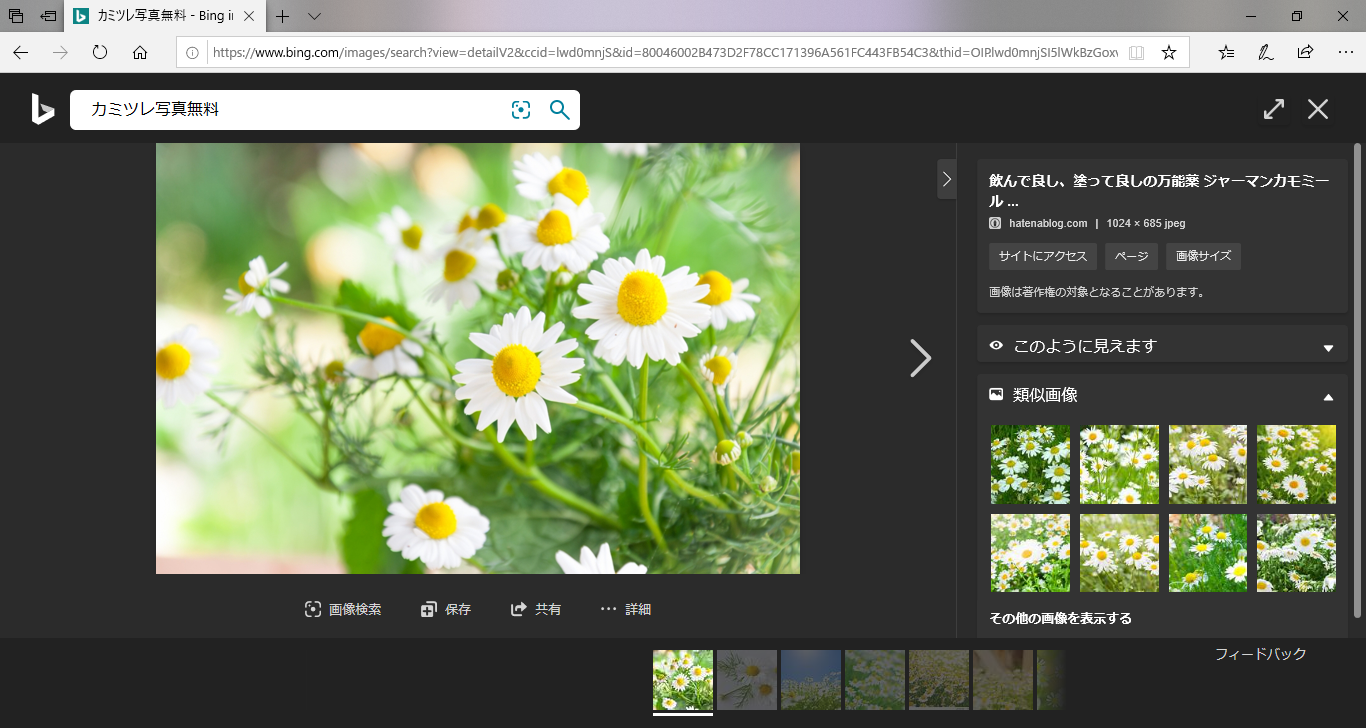 カミツレ写真無料 - Bing in
https://www.bing.com/images/search?view=detailV2&ccid=lwd0mnjS&id=80046002B473D2F78CC171396A561FC443FB54C3&thid=OIP.lwd0mnjSI5lWkBzGoxv
カミツレ写真無料
飲んで良し、塗って良しの万能薬 ジャーマンカモミー
ル ...
hatenablog.com | 1024 × 685 jpeg
サイトにアクセス ページ 画像サイズ
画像は著作権の対象となることがあります。
このように見えます
類似画像
その他の画像を表示する
画像検索 保存 共有 詳細
フィードバック